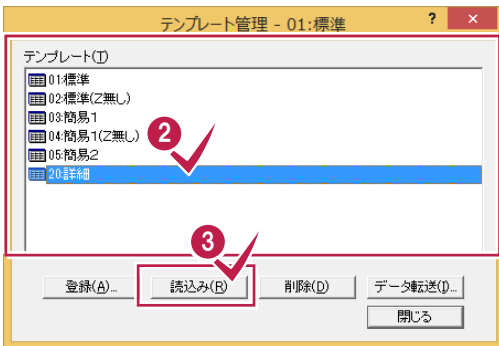 テンプレート管理 - 01:標準 ? ×
テンプレート(T)
01:標準
02:標準(Z無し)
03:簡易1
04:簡易1(Z無し)
05:簡易2
20:詳細
2
3
登録(A)... 読込み(R) 削除(D) データ転送(I)...
閉じる